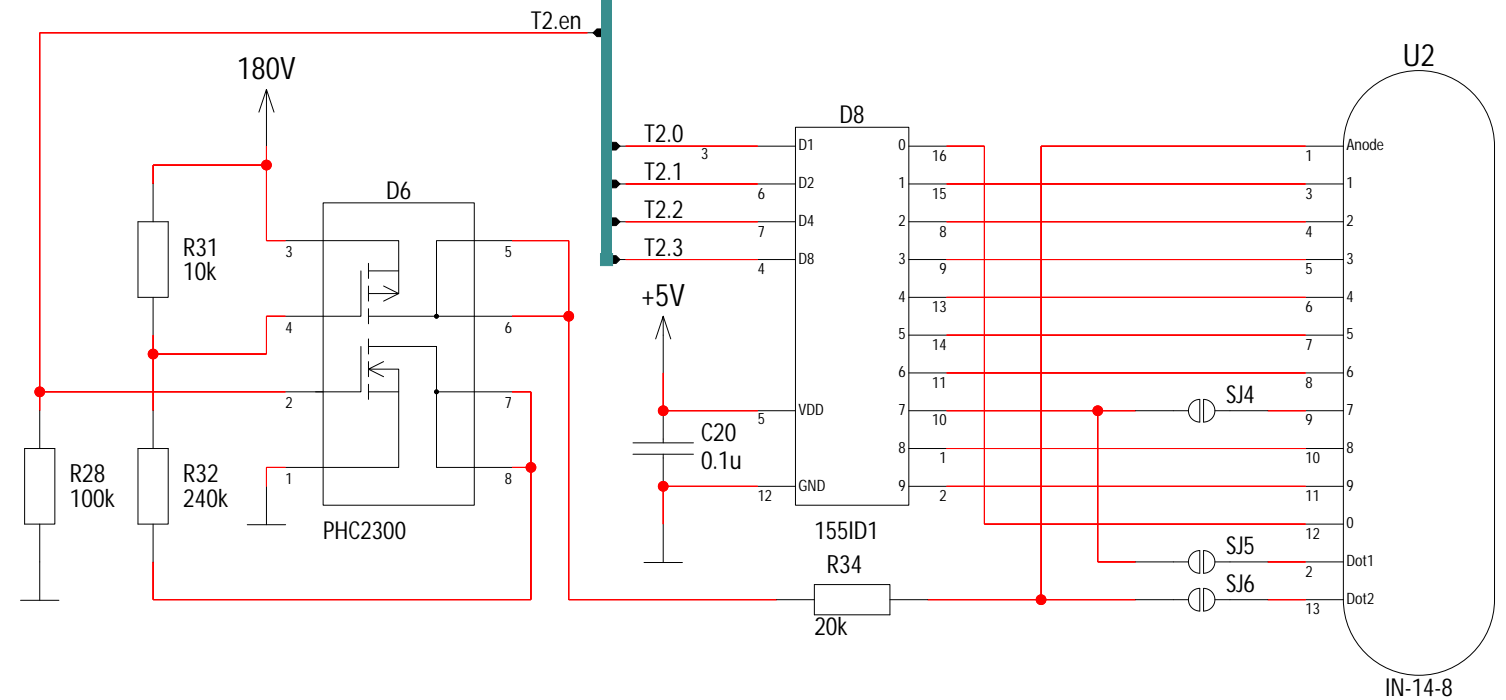 T2.en
U2
180V
D8
T2.0
3
D1
0
16
1
Anode
T2.1
6
D2
1
15
3
1
D6
T2.2
7
D4
2
8
4
2
R31
10k
3
5
T2.3
4
D8
3
9
5
3
+5V
4
13
6
4
4
6
5
14
7
5
6
11
8
6
2
7
SJ4
5
VDD
7
10
9
7
C20
0.1u
8
1
10
8
R28
100k
R32
240k
1
8
12
GND
9
2
11
9
PHC2300
155ID1
12
0
SJ5
2
Dot1
R34
20k
SJ6
13
Dot2
IN-14-8